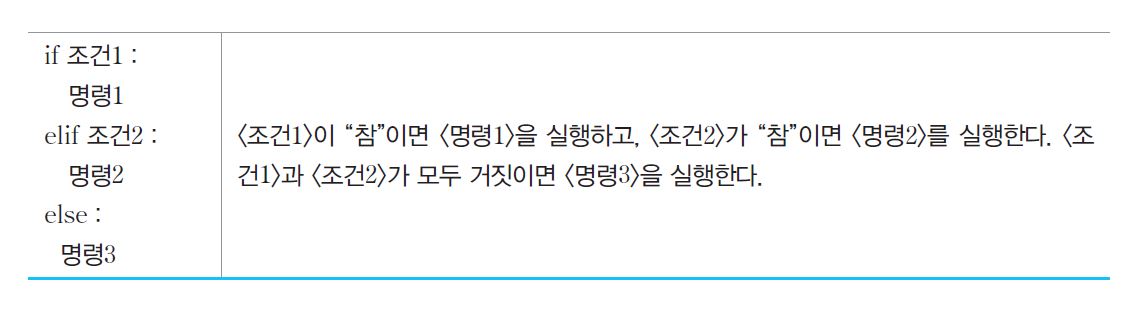 if 조건1 :
명령1
elif 조건2 :
명령2
else :
명령3
〈조건1〉이 “참”이면 〈명령1〉을 실행하고, 〈조건2〉가 “참”이면 〈명령2〉를 실행한다. 〈조
건1〉과 〈조건2〉가 모두 거짓이면 〈명령3〉을 실행한다.